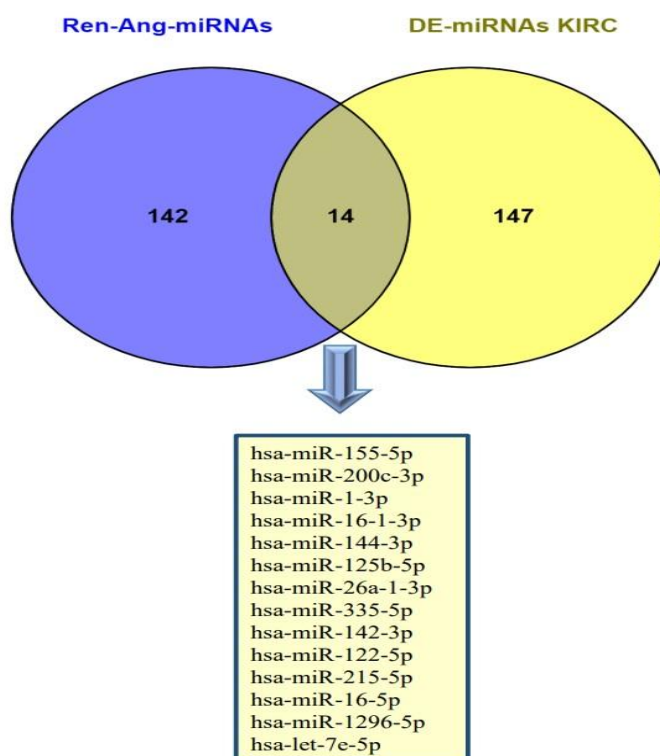 Ren-Ang-miRNAs
DE-miRNAs KIRC
142
14
147
hsa-miR-155-5p
hsa-miR-200c-3p
hsa-miR-1-3p
hsa-miR-16-1-3p
hsa-miR-144-3p
hsa-miR-125b-5p
hsa-miR-26a-1-3p
hsa-miR-335-5p
hsa-miR-142-3p
hsa-miR-122-5p
hsa-miR-215-5p
hsa-miR-16-5p
hsa-miR-1296-5p
hsa-let-7e-5p